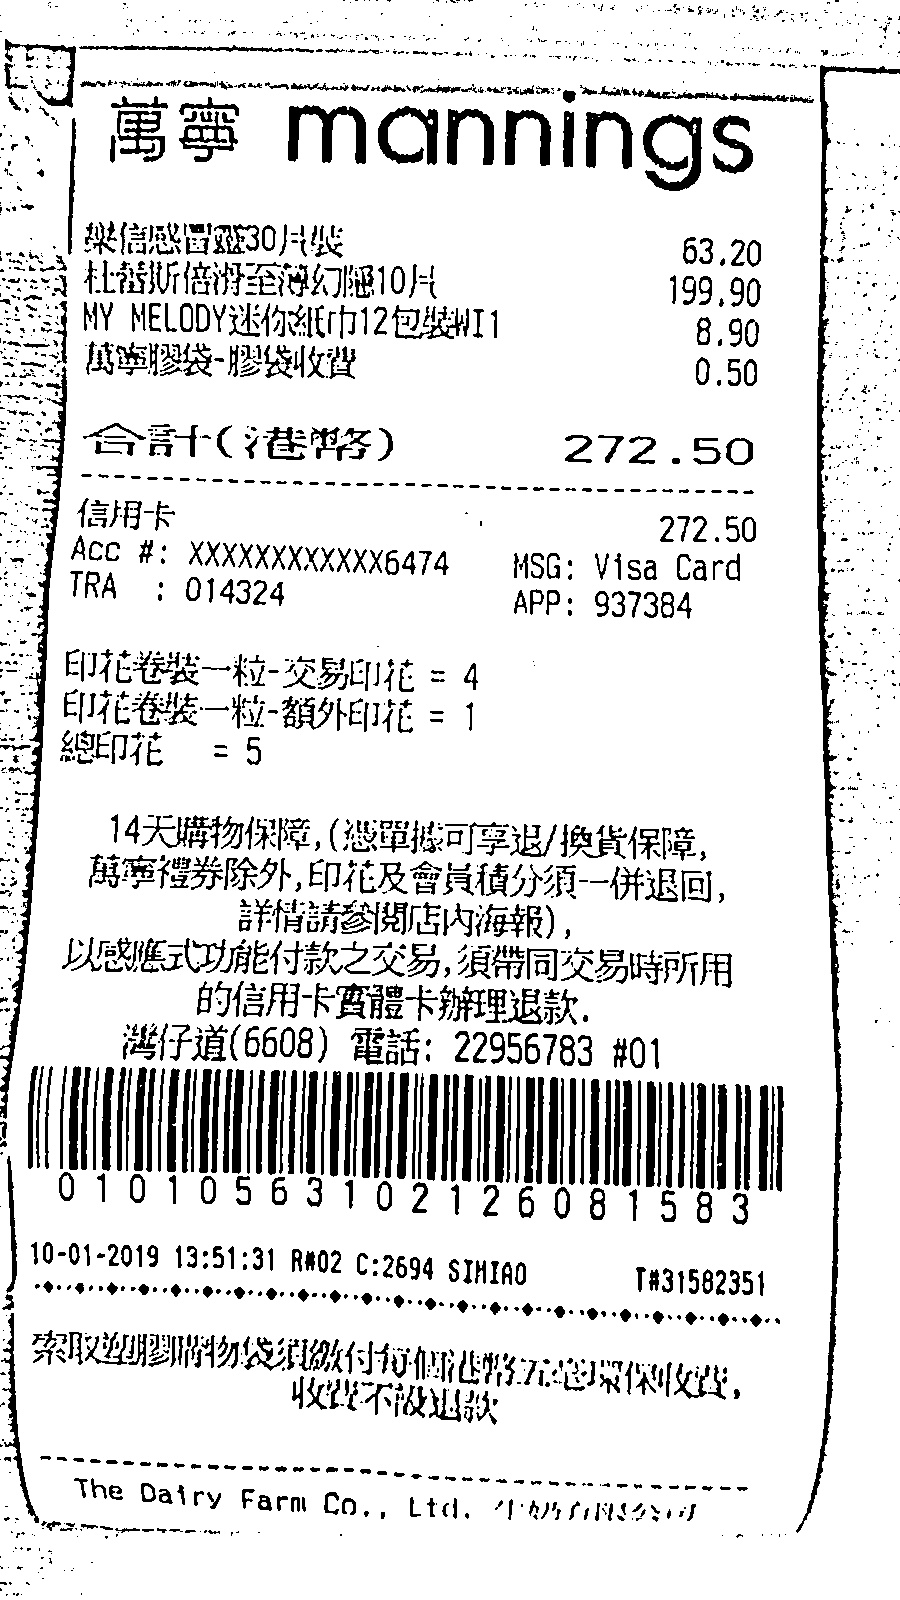 萬寧 mannings
樂信感冒靈30片裝 63.20
杜蕾斯倍滑至薄幻隱10片 199.90
MY MELODY迷你紙巾12包裝WI1 8.90
萬寧膠袋-膠袋收費 0.50
合計(港幣) 272.50
信用卡 272.50
Acc #: XXXXXXXXXXXX6474 MSG: Visa Card
TRA : 014324 APP: 937384
印花卷裝一粒-交易印花 = 4
印花卷裝一粒-額外印花 = 1
總印花 = 5
14天購物保障,(憑單據可享退/換貨保障,
萬寧禮券除外,印花及會員積分須一併退回,
詳情請參閱店內海報),
以感應式功能付款之交易,須帶同交易時所用
的信用卡實體卡辦理退款.
灣仔道(6608) 電話: 22956783 #01
01010563102126081583
10-01-2019 13:51:31 R#02 C:2694 SIMIAO T#31582351
索取塑膠購物袋須繳付每個港幣五毫環保收費,
收費不設退款
The Dairy Farm Co., Ltd. 牛奶有限公司